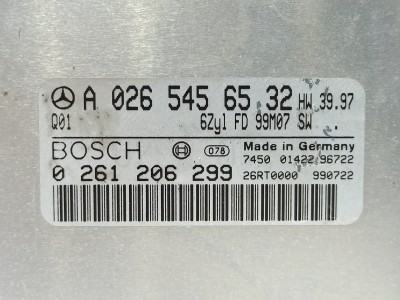 A 026 545 65 32 HW 39.97
Q01 6Zyl FD 99M07 SW .
BOSCH 078 Made in Germany
7450 01422 96722
0 261 206 299 26RT0000 990722